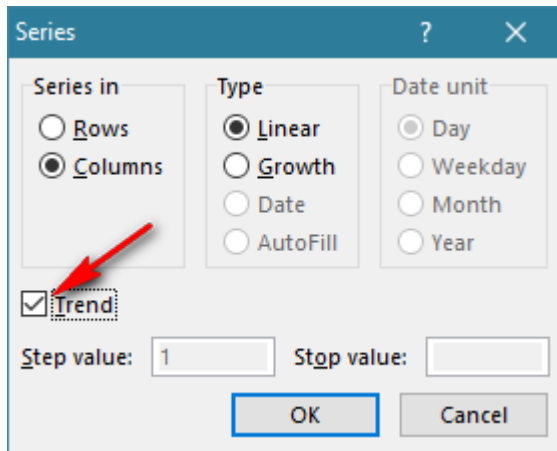 Series ?
Series in Type Date unit
Rows Linear Day
Columns Growth Weekday
Date Month
AutoFill Year
Trend
Step value: 1 Stop value:
OK Cancel